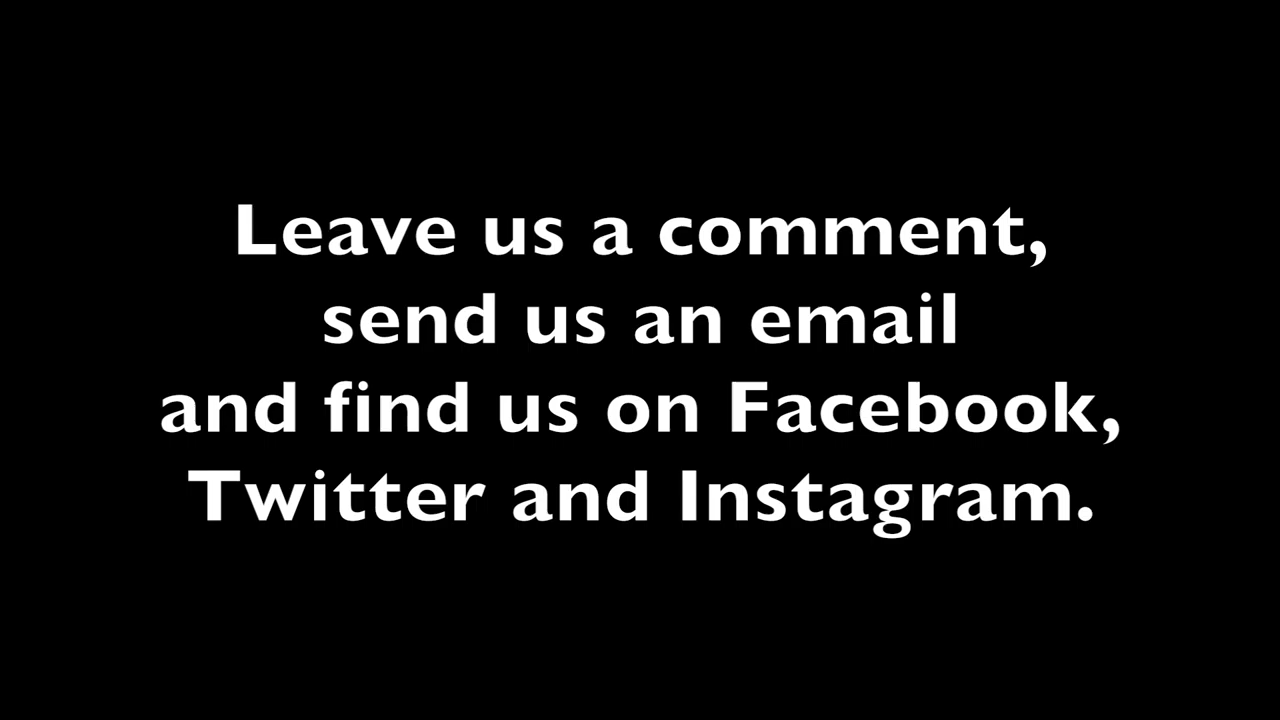 Leave us a comment,
send us an email
and find us on Facebook,
Twitter and Instagram.